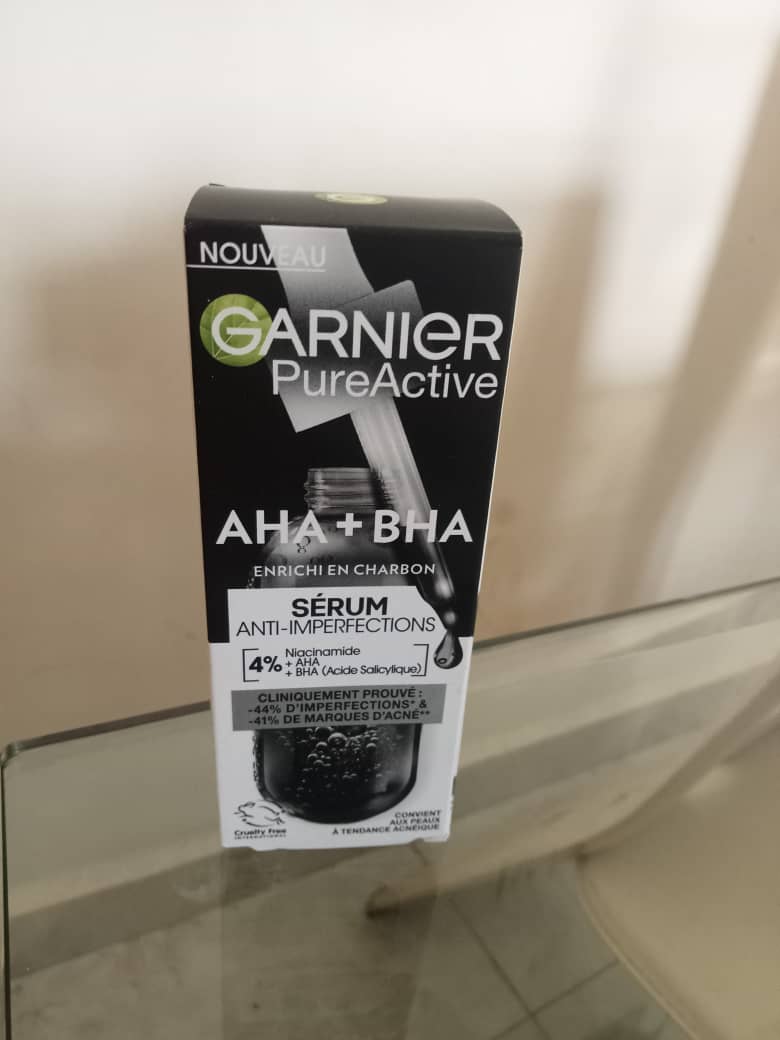 NOUVEAU
GARNIER
PureActive
AHA + BHA
ENRICHI EN CHARBON
SÉRUM
ANTI-IMPERFECTIONS
[4% Niacinamide
+ AHA
+ BHA (Acide Salicylique)]
CLINIQUEMENT PROUVÉ :
-44% D'IMPERFECTIONS* &
-41% DE MARQUES D'ACNÉ**
Cruelty Free
INTERNATIONAL
CONVIENT
AUX PEAUX
À TENDANCE ACNÉIQUE